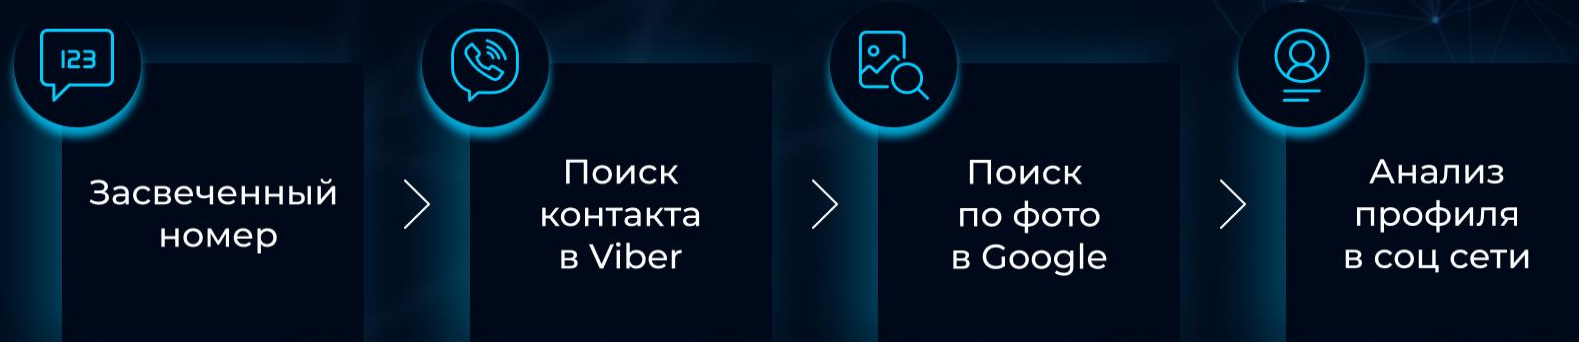 123
Засвеченный
номер
Поиск
контакта
в Viber
Поиск
по фото
в Google
Анализ
профиля
в соц сети